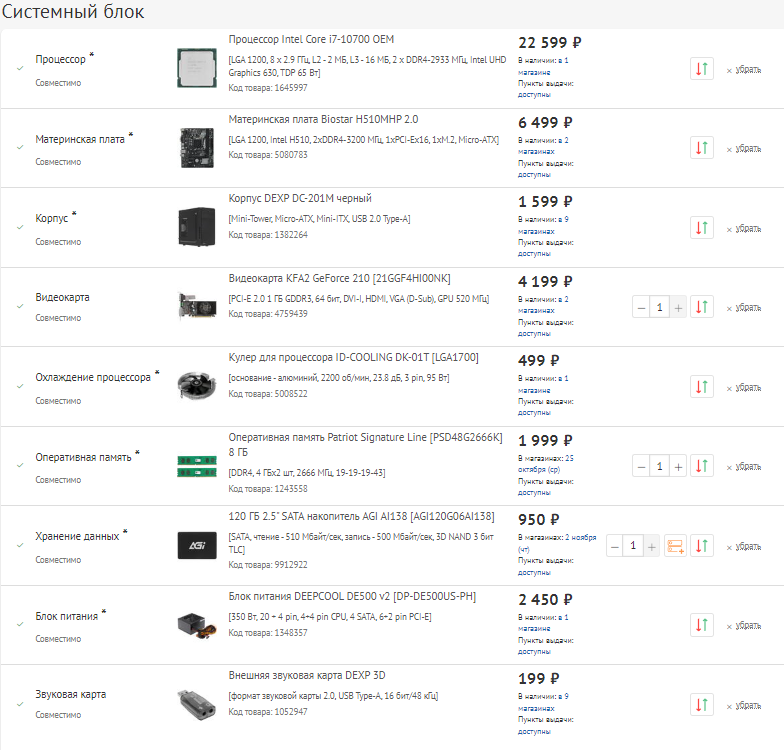 Системный блок
Процессор *
Совместимо
Процессор Intel Core i7-10700 OEM
[LGA 1200, 8 x 2.9 ГГц, L2 - 2 МБ, L3 - 16 МБ, 2 x DDR4-2933 МГц, Intel UHD
Graphics 630, TDP 65 Вт]
Код товара: 1645997
22 599 ₽
В наличии: в 1
магазине
Пункты выдачи:
доступны
× убрать
Материнская плата *
Совместимо
Материнская плата Biostar H510MHP 2.0
[LGA 1200, Intel H510, 2xDDR4-3200 МГц, 1xPCI-Ex16, 1xM.2, Micro-ATX]
Код товара: 5080783
6 499 ₽
В наличии: в 2
магазинах
Пункты выдачи:
доступны
× убрать
Корпус *
Совместимо
Корпус DEXP DC-201M черный
[Mini-Tower, Micro-ATX, Mini-ITX, USB 2.0 Type-A]
Код товара: 1382264
1 599 ₽
В наличии: в 9
магазинах
Пункты выдачи:
доступны
× убрать
Видеокарта
Совместимо
Видеокарта KFA2 GeForce 210 [21GGF4HI00NK]
[PCI-E 2.0 1 ГБ GDDR3, 64 бит, DVI-I, HDMI, VGA (D-Sub), GPU 520 МГц]
Код товара: 4759439
4 199 ₽
В наличии: в 2
магазинах
Пункты выдачи:
доступны
− 1 +
× убрать
Охлаждение процессора *
Совместимо
Кулер для процессора ID-COOLING DK-01T [LGA1700]
[основание - алюминий, 2200 об/мин, 23.8 дБ, 3 pin, 95 Вт]
Код товара: 5008522
499 ₽
В наличии: в 1
магазине
Пункты выдачи:
доступны
× убрать
Оперативная память *
Совместимо
Оперативная память Patriot Signature Line [PSD48G2666K]
8 ГБ
[DDR4, 4 ГБx2 шт, 2666 МГц, 19-19-19-43]
Код товара: 1243558
1 999 ₽
В магазинах: 25
октября (ср)
Пункты выдачи:
доступны
− 1 +
× убрать
Хранение данных *
Совместимо
AGI
120 ГБ 2.5" SATA накопитель AGI AI138 [AGI120G06AI138]
[SATA, чтение - 510 Мбайт/сек, запись - 500 Мбайт/сек, 3D NAND 3 бит
TLC]
Код товара: 9912922
950 ₽
В магазинах: 2 ноября
(чт)
Пункты выдачи:
доступны
− 1 +
× убрать
Блок питания *
Совместимо
Блок питания DEEPCOOL DE500 v2 [DP-DE500US-PH]
[350 Вт, 20 + 4 pin, 4+4 pin CPU, 4 SATA, 6+2 pin PCI-E]
Код товара: 1348357
2 450 ₽
В наличии: в 1
магазине
Пункты выдачи:
доступны
× убрать
Звуковая карта
Совместимо
Внешняя звуковая карта DEXP 3D
[формат звуковой карты 2.0, USB Type-A, 16 бит/48 кГц]
Код товара: 1052947
199 ₽
В наличии: в 9
магазинах
Пункты выдачи:
доступны
× убрать